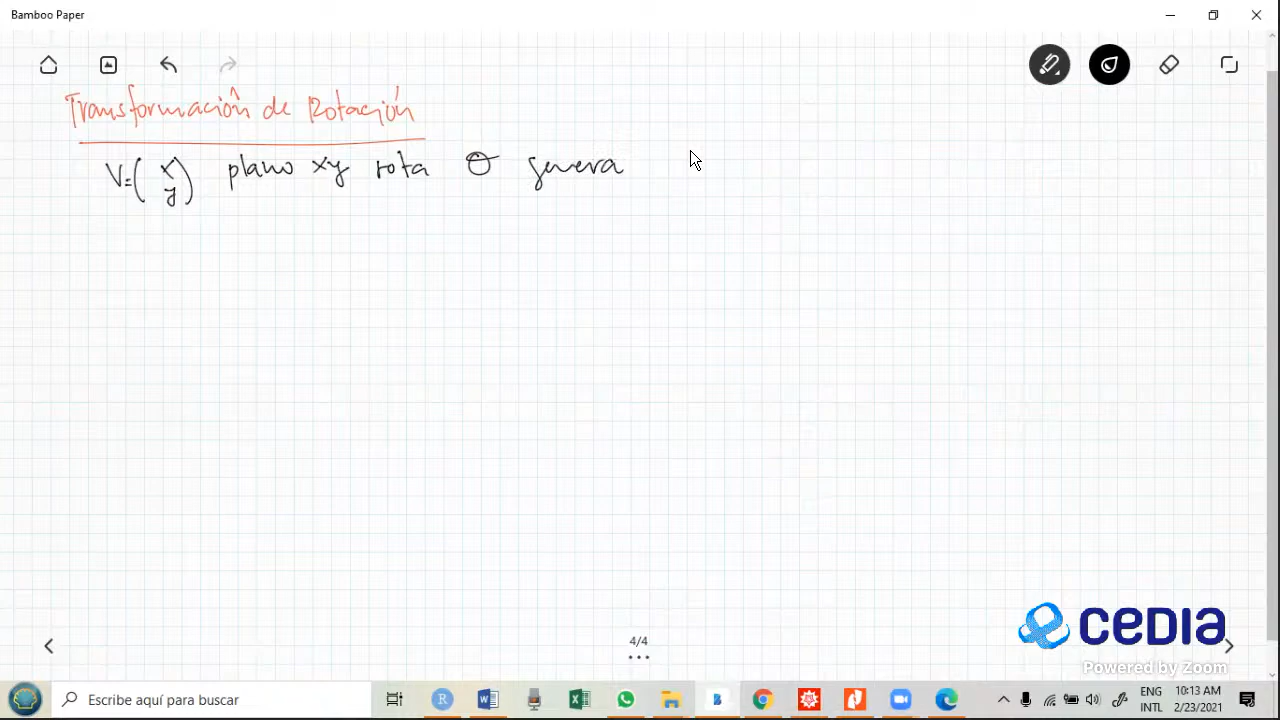 Bamboo Paper
Transformación de Rotación
V=(x y) plano xy rota θ genera
cedia
Powered by Zoom
4/4
Escribe aquí para buscar
ENG
INTL
10:13 AM
2/23/2021